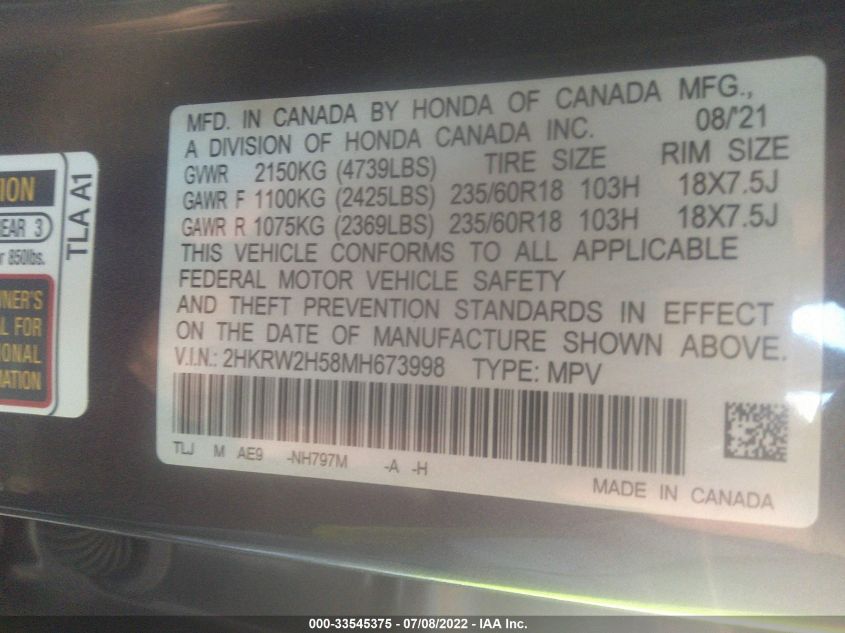 MFD. IN CANADA BY HONDA OF CANADA MFG.,
A DIVISION OF HONDA CANADA INC. 08/'21
GVWR 2150KG (4739LBS) TIRE SIZE RIM SIZE
GAWR F 1100KG (2425LBS) 235/60R18 103H 18X7.5J
GAWR R 1075KG (2369LBS) 235/60R18 103H 18X7.5J
THIS VEHICLE CONFORMS TO ALL APPLICABLE
FEDERAL MOTOR VEHICLE SAFETY
AND THEFT PREVENTION STANDARDS IN EFFECT
ON THE DATE OF MANUFACTURE SHOWN ABOVE.
V.I.N.: 2HKRW2H58MH673998 TYPE: MPV
TLJ M AE9 -NH797M -A -H
MADE IN CANADA
TLA A1
ION
EAR 3
850lbs.
NER'S
L FOR
IONAL
MATION
000-33545375 - 07/08/2022 - IAA Inc.